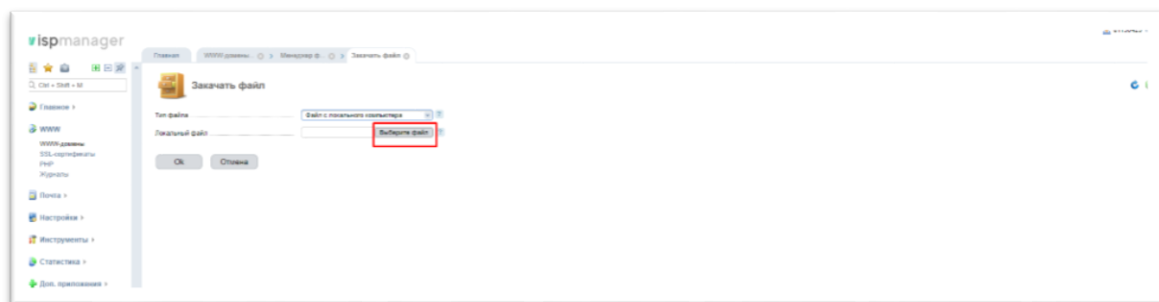 ispmanager
Главная
WWW домены..
Менеджер ф...
Закачать файл
Ctrl + Shift + M
Закачать файл
Главное
Тип файла
Файл с локального компьютера
WWW
Локальный файл
Выберите файл
WWW домены
SSL-сертификаты
PHP
Журналы
Ok
Отмена
Почта
Настройки
Инструменты
Статистика
Доп. приложения